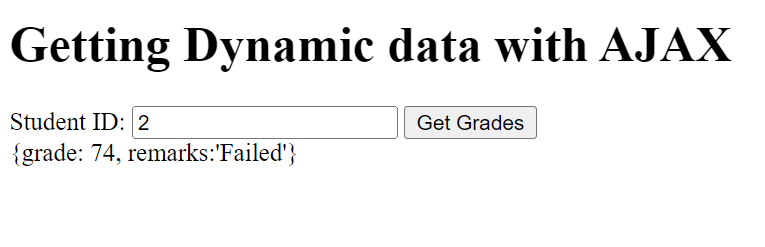 Getting Dynamic data with AJAX
Student ID: 2 Get Grades
{grade: 74, remarks:'Failed'}